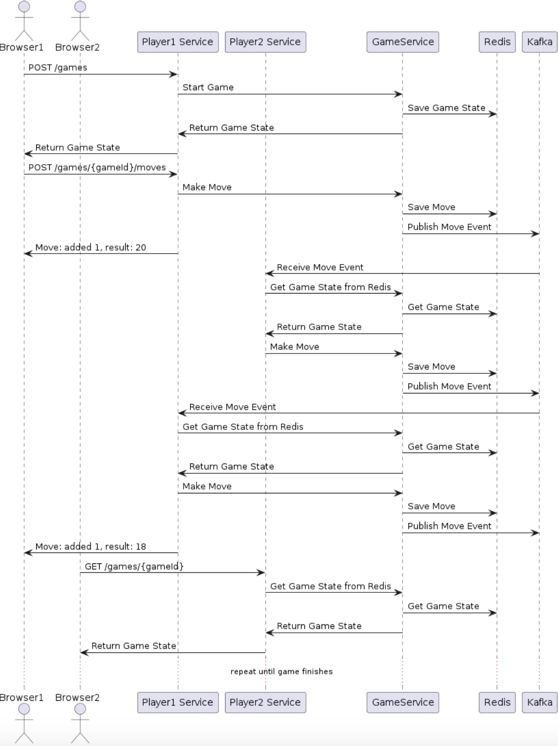 Browser1 Browser2 Player1 Service Player2 Service GameService Redis Kafka
POST /games
Start Game
Save Game State
Return Game State
Return Game State
POST /games/{gameId}/moves
Make Move
Save Move
Publish Move Event
Move: added 1, result: 20
Receive Move Event
Get Game State from Redis
Get Game State
Return Game State
Make Move
Save Move
Publish Move Event
Receive Move Event
Get Game State from Redis
Get Game State
Return Game State
Make Move
Save Move
Publish Move Event
Move: added 1, result: 18
GET /games/{gameId}
Get Game State from Redis
Get Game State
Return Game State
Return Game State
repeat until game finishes
Browser1 Browser2 Player1 Service Player2 Service GameService Redis Kafka